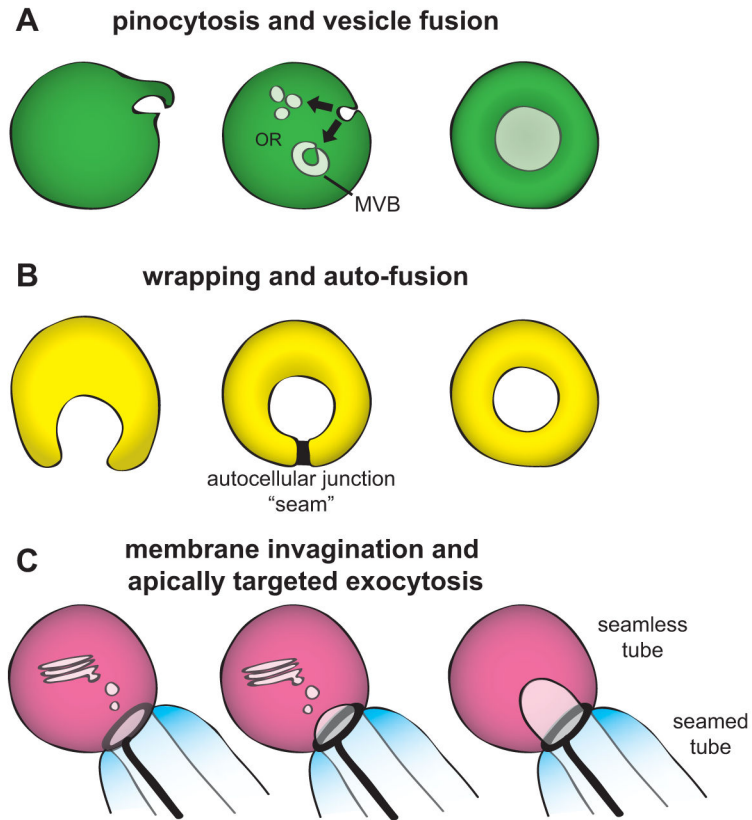 A pinocytosis and vesicle fusion
OR
MVB
B wrapping and auto-fusion
autocellular junction
“seam”
C membrane invagination and
apically targeted exocytosis
seamless
tube
seamed
tube